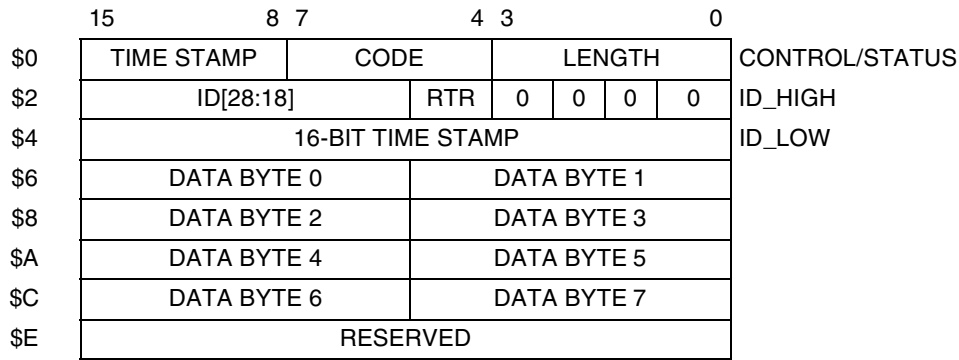 15 8 7 4 3 0
$0 TIME STAMP CODE LENGTH CONTROL/STATUS
$2 ID[28:18] RTR 0 0 0 0 ID_HIGH
$4 16-BIT TIME STAMP ID_LOW
$6 DATA BYTE 0 DATA BYTE 1
$8 DATA BYTE 2 DATA BYTE 3
$A DATA BYTE 4 DATA BYTE 5
$C DATA BYTE 6 DATA BYTE 7
$E RESERVED